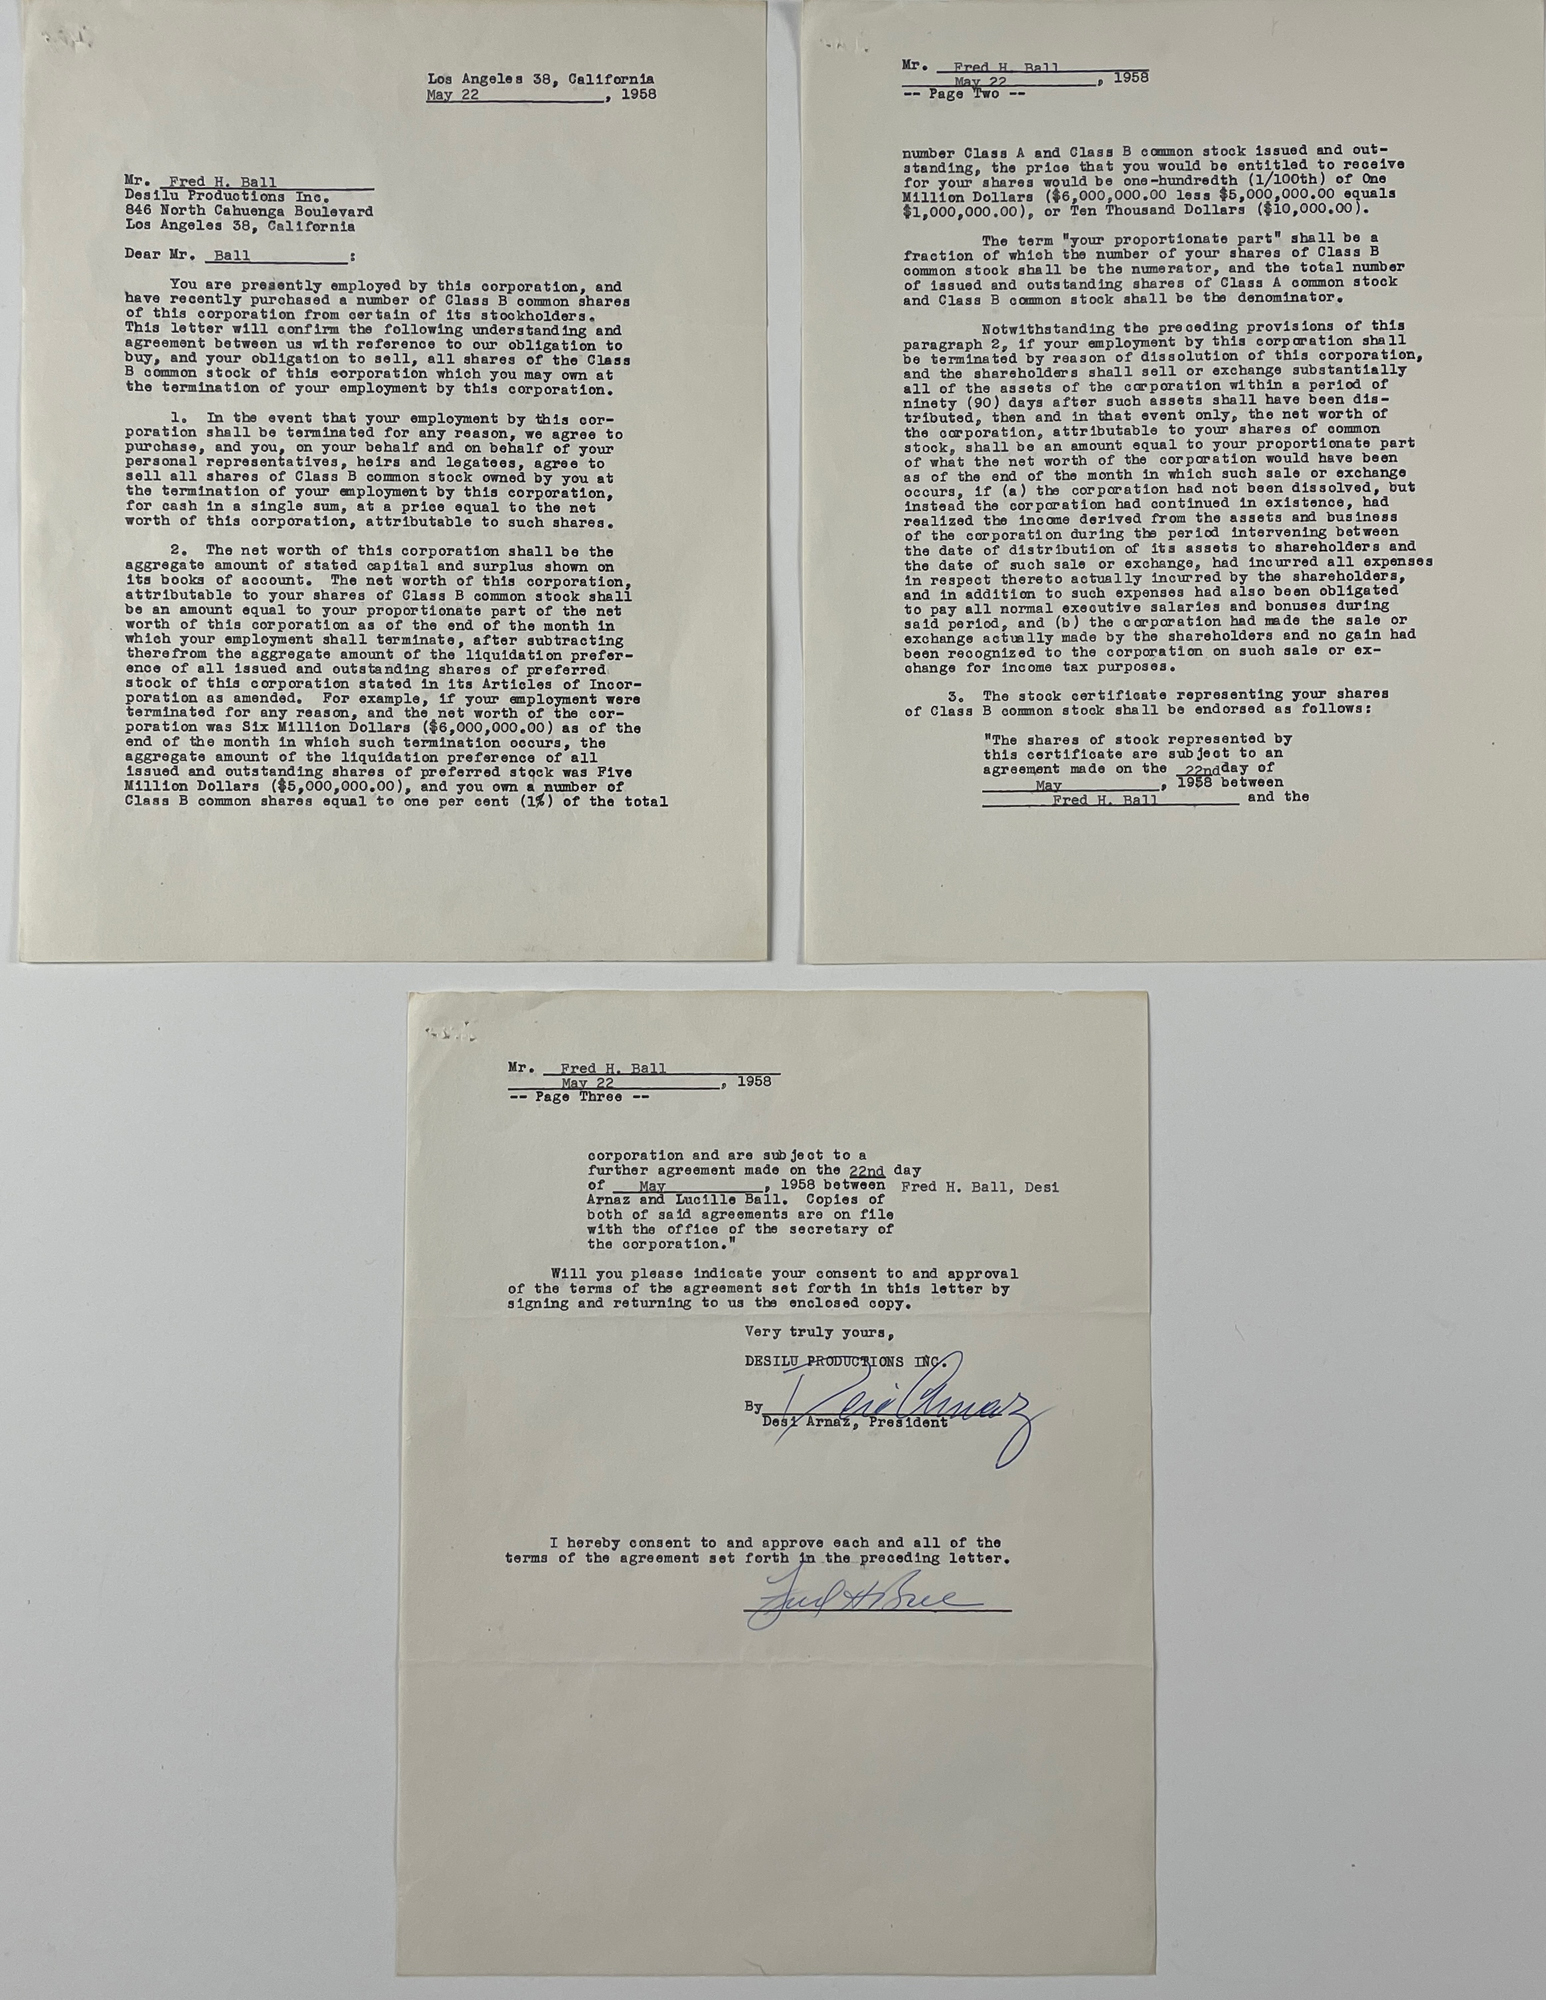 Los Angeles 38, California
May 22, 1958
Mr. Fred H. Ball
Desilu Productions Inc.
846 North Cahuenga Boulevard
Los Angeles 38, California
Dear Mr. Ball :
You are presently employed by this corporation, and
have recently purchased a number of Class B common shares
of this corporation from certain of its stockholders.
This letter will confirm the following understanding and
agreement between us with reference to our obligation to
buy, and your obligation to sell, all shares of the Class
B common stock of this corporation which you may own at
the termination of your employment by this corporation.
1. In the event that your employment by this cor-
poration shall be terminated for any reason, we agree to
purchase, and you, on your behalf and on behalf of your
personal representatives, heirs and legatees, agree to
sell all shares of Class B common stock owned by you at
the termination of your employment by this corporation,
for cash in a single sum, at a price equal to the net
worth of this corporation, attributable to such shares.
2. The net worth of this corporation shall be the
aggregate amount of stated capital and surplus shown on
its books of account. The net worth of this corporation,
attributable to your shares of Class B common stock shall
be an amount equal to your proportionate part of the net
worth of this corporation as of the end of the month in
which your employment shall terminate, after subtracting
therefrom the aggregate amount of the liquidation prefer-
ence of all issued and outstanding shares of preferred
stock of this corporation stated in its Articles of Incor-
poration as amended. For example, if your employment were
terminated for any reason, and the net worth of the cor-
poration was Six Million Dollars ($6,000,000.00) as of the
end of the month in which such termination occurs, the
aggregate amount of the liquidation preference of all
issued and outstanding shares of preferred stock was Five
Million Dollars ($5,000,000.00), and you own a number of
Class B common shares equal to one per cent (1%) of the total
Mr. Fred H. Ball
May 22, 1958
-- Page Two --
number Class A and Class B common stock issued and out-
standing, the price that you would be entitled to receive
for your shares would be one-hundredth (1/100th) of One
Million Dollars ($6,000,000.00 less $5,000,000.00 equals
$1,000,000.00), or Ten Thousand Dollars ($10,000.00).
The term "your proportionate part" shall be a
fraction of which the number of your shares of Class B
common stock shall be the numerator, and the total number
of issued and outstanding shares of Class A common stock
and Class B common stock shall be the denominator.
Notwithstanding the preceding provisions of this
paragraph 2, if your employment by this corporation shall
be terminated by reason of dissolution of this corporation,
and the shareholders shall sell or exchange substantially
all of the assets of the corporation within a period of
ninety (90) days after such assets shall have been dis-
tributed, then and in that event only, the net worth of
the corporation, attributable to your shares of common
stock, shall be an amount equal to your proportionate part
of what the net worth of the corporation would have been
as of the end of the month in which such sale or exchange
occurs, if (a) the corporation had not been dissolved, but
instead the corporation had continued in existence, had
realized the income derived from the assets and business
of the corporation during the period intervening between
the date of distribution of its assets to shareholders and
the date of such sale or exchange, had incurred all expenses
in respect thereto actually incurred by the shareholders,
and in addition to such expenses had also been obligated
to pay all normal executive salaries and bonuses during
said period, and (b) the corporation had made the sale or
exchange actually made by the shareholders and no gain had
been recognized to the corporation on such sale or ex-
change for income tax purposes.
3. The stock certificate representing your shares
of Class B common stock shall be endorsed as follows:
"The shares of stock represented by
this certificate are subject to an
agreement made on the 22nd day of
May, 1958 between
Fred H. Ball and the
Mr. Fred H. Ball
May 22, 1958
-- Page Three --
corporation and are subject to a
further agreement made on the 22nd day
of May, 1958 between Fred H. Ball, Desi
Arnaz and Lucille Ball. Copies of
both of said agreements are on file
with the office of the secretary of
the corporation."
Will you please indicate your consent to and approval
of the terms of the agreement set forth in this letter by
signing and returning to us the enclosed copy.
Very truly yours,
DESILU PRODUCTIONS INC.
By Desi Arnaz
Desi Arnaz, President
I hereby consent to and approve each and all of the
terms of the agreement set forth in the preceding letter.
Fred H Ball